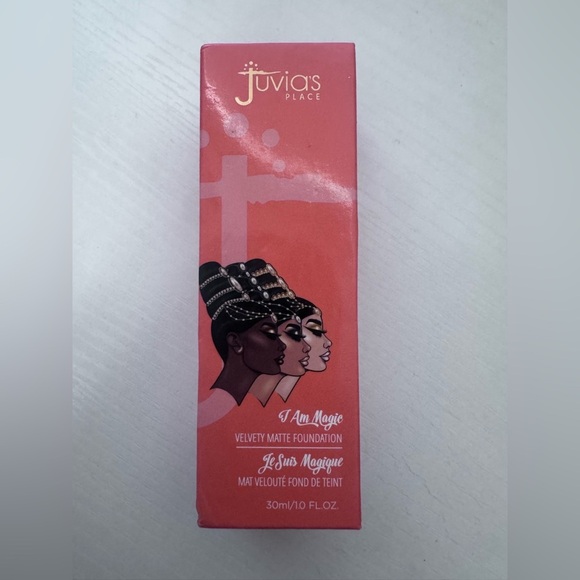 Juvia's
PLACE
I Am Magic
VELVETY MATTE FOUNDATION
Je Suis Magique
MAT VELOUTÉ FOND DE TEINT
30ml/1.0 FL.OZ.